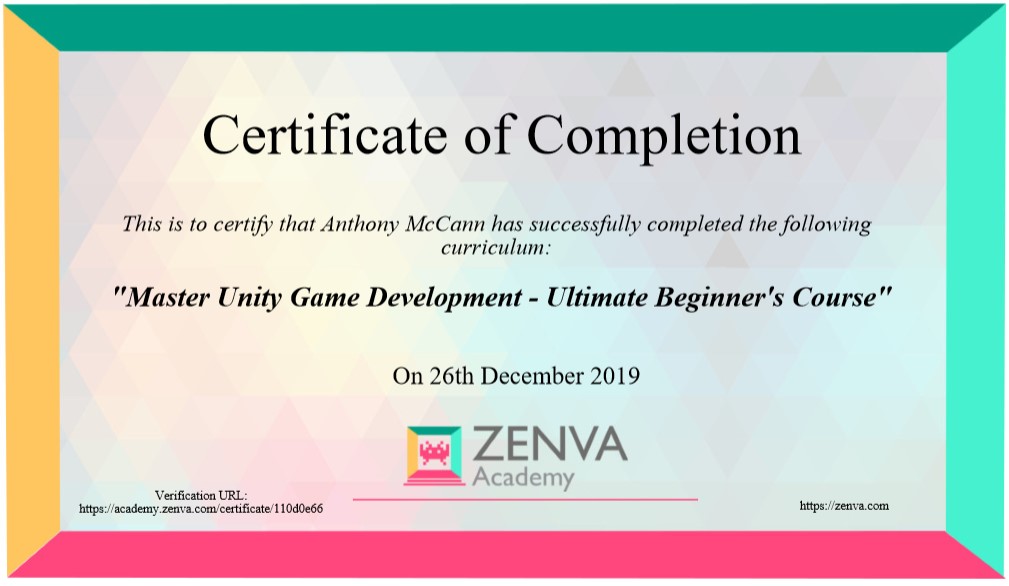 Certificate of Completion
This is to certify that Anthony McCann has successfully completed the following
curriculum:
"Master Unity Game Development - Ultimate Beginner's Course"
On 26th December 2019
ZENVA
Academy
Verification URL:
https://academy.zenva.com/certificate/110d0e66
https://zenva.com